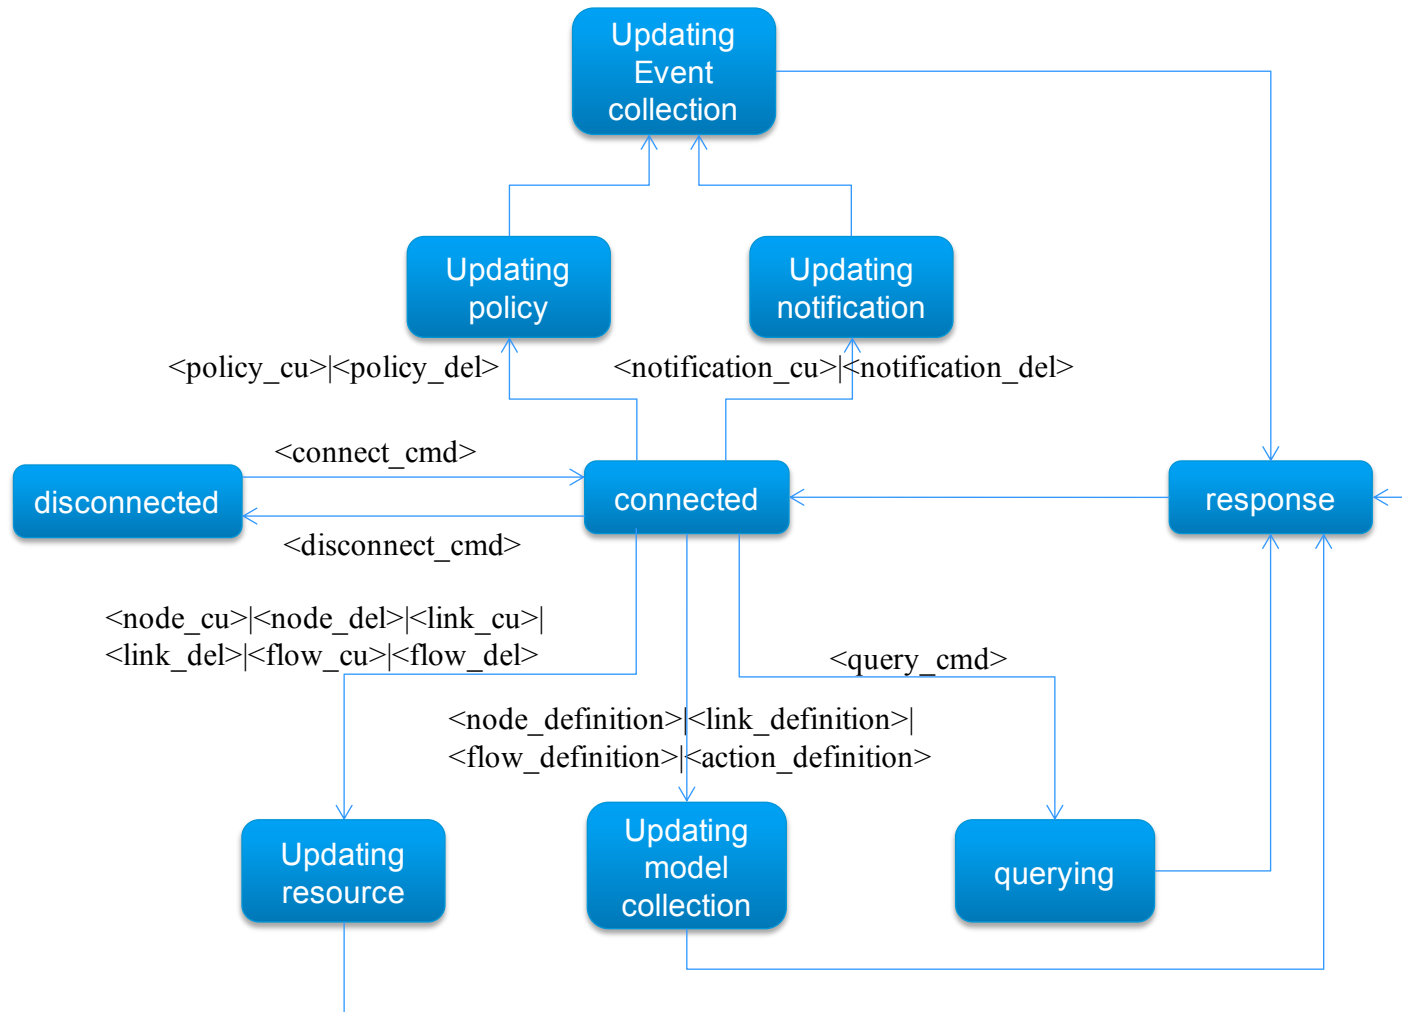 Updating
Event
collection
Updating
policy
Updating
notification
<policy_cu>|<policy_del>
<notification_cu>|<notification_del>
<connect_cmd>
disconnected
connected
response
<disconnect_cmd>
<node_cu>|<node_del>|<link_cu>|
<link_del>|<flow_cu>|<flow_del>
<query_cmd>
<node_definition>|<link_definition>|
<flow_definition>|<action_definition>
Updating
resource
Updating
model
collection
querying